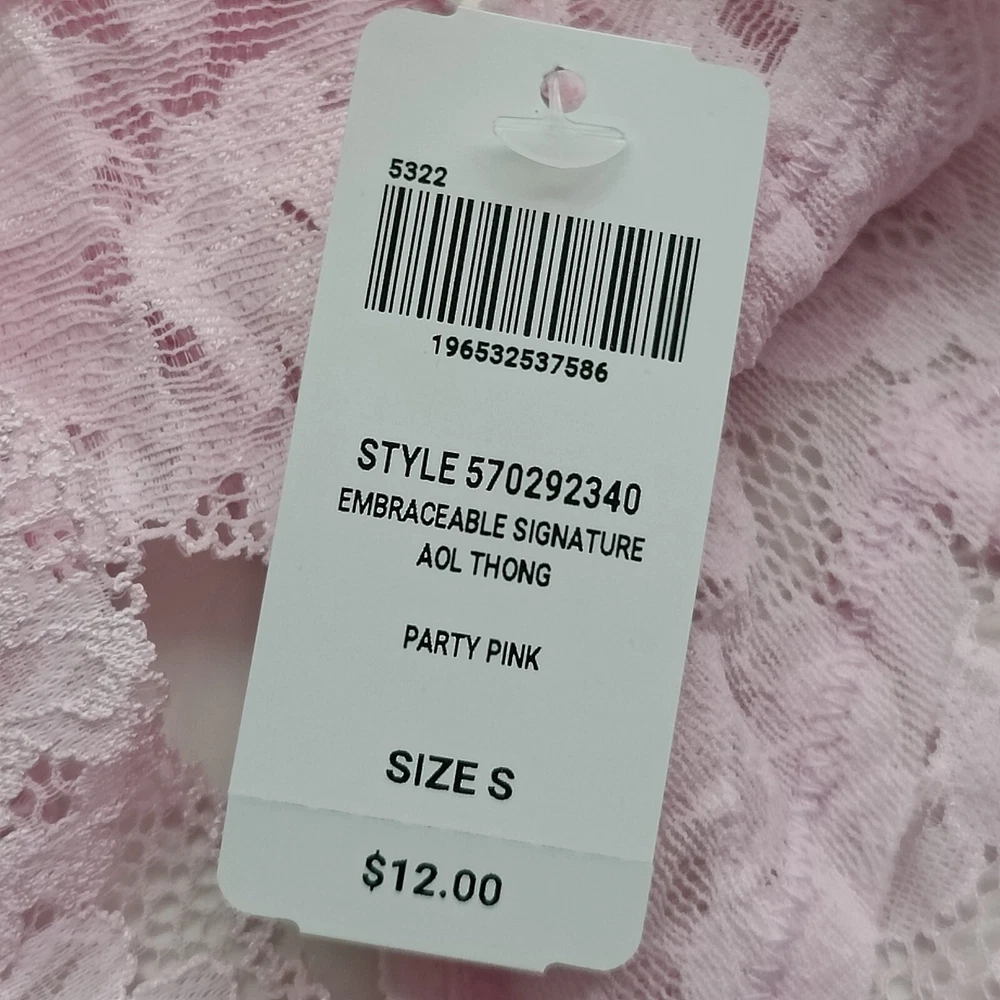 5322
196532537586
STYLE 570292340
EMBRACEABLE SIGNATURE
AOL THONG
PARTY PINK
SIZE S
$12.00